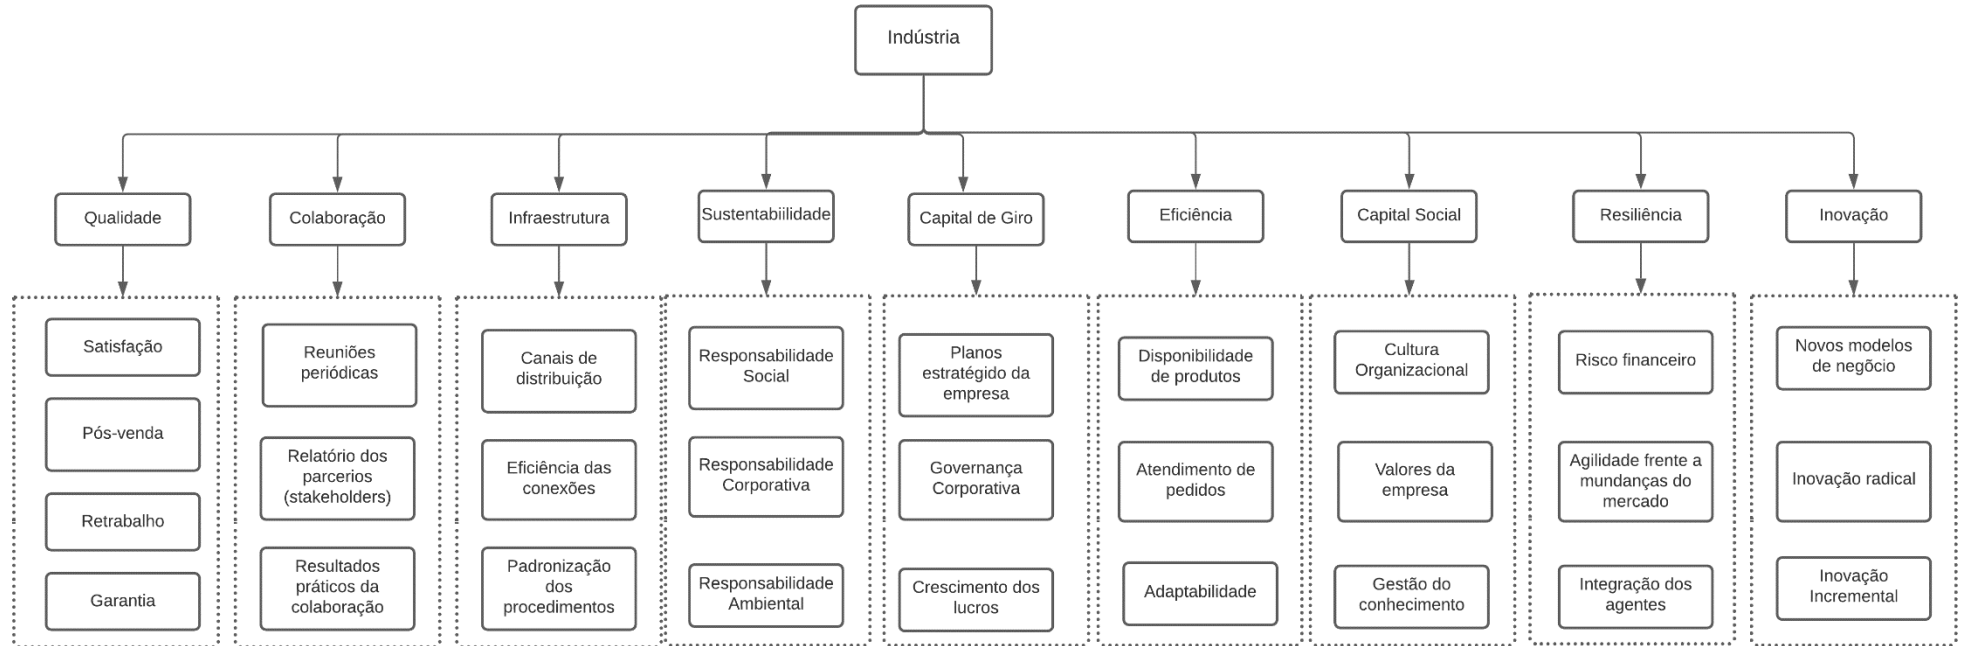 Indústria
Qualidade
Colaboração
Infraestrutura
Sustentabiilidade
Capital de Giro
Eficiência
Capital Social
Resiliência
Inovação
Satisfação
Pós-venda
Retrabalho
Garantia
Reuniões
periódicas
Relatório dos
parcerios
(stakeholders)
Resultados
práticos da
colaboração
Canais de
distribuição
Eficiência das
conexões
Padronização
dos
procedimentos
Responsabilidade
Social
Responsabilidade
Corporativa
Responsabilidade
Ambiental
Planos
estratégido da
empresa
Governança
Corporativa
Crescimento dos
lucros
Disponibilidade
de produtos
Atendimento de
pedidos
Adaptabilidade
Cultura
Organizacional
Valores da
empresa
Gestão do
conhecimento
Risco financeiro
Agilidade frente a
mundanças do
mercado
Integração dos
agentes
Novos modelos
de negõcio
Inovação radical
Inovação
Incremental